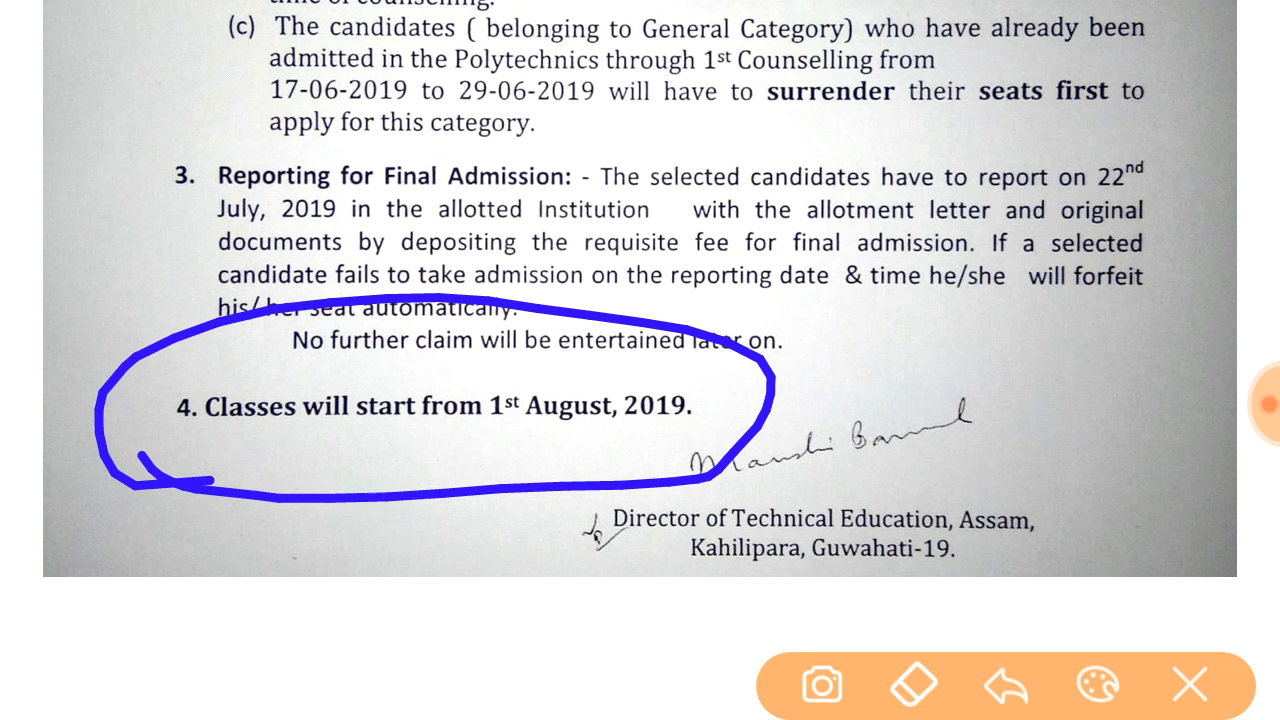 (c) The candidates ( belonging to General Category) who have already been
admitted in the Polytechnics through 1st Counselling from
17-06-2019 to 29-06-2019 will have to surrender their seats first to
apply for this category.
3. Reporting for Final Admission: - The selected candidates have to report on 22nd
July, 2019 in the allotted Institution with the allotment letter and original
documents by depositing the requisite fee for final admission. If a selected
candidate fails to take admission on the reporting date & time he/she will forfeit
his/ her seat automatically.
No further claim will be entertained later on.
4. Classes will start from 1st August, 2019.
Director of Technical Education, Assam,
Kahilipara, Guwahati-19.